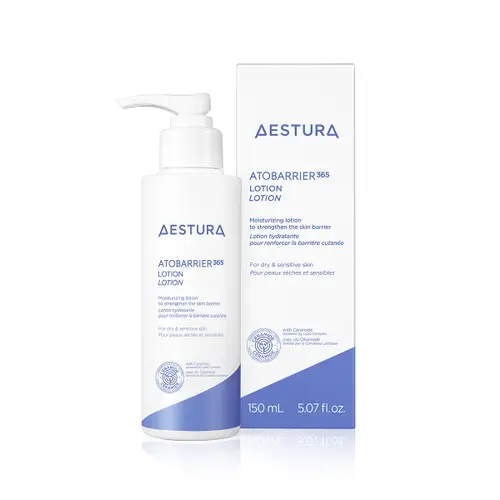 AESTURA
ATOBARRIER365
LOTION
LOTION
Moisturizing lotion
to strengthen the skin barrier
Lotion hydratante
pour renforcer la barrière cutanée
For dry & sensitive skin
Pour peaux sèches et sensibles
with Ceramide
avec du Céramide
AESTURA
ATOBARRIER365
LOTION
LOTION
Moisturizing lotion
to strengthen the skin barrier
Lotion hydratante
pour renforcer la barrière cutanée
For dry & sensitive skin
Pour peaux sèches et sensibles
with Ceramide
avec du Céramide
150 mL 5.07 fl.oz.